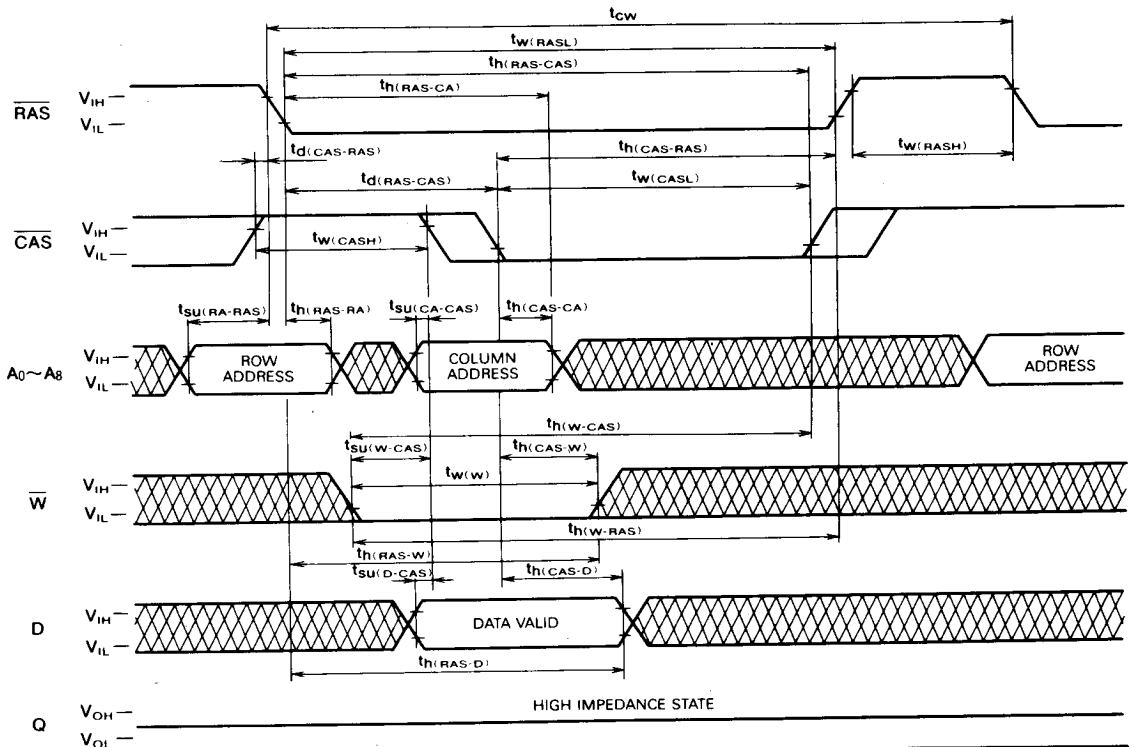 tCW
tW(RASL)
th(RAS-CAS)
th(RAS-CA)
RAS
VIH
VIL
td(CAS-RAS)
th(CAS-RAS)
tW(RASH)
td(RAS-CAS)
tW(CASL)
CAS
VIH
VIL
tW(CASH)
tsu(RA-RAS)
th(RAS-RA)
tsu(CA-CAS)
th(CAS-CA)
A0~A8
VIH
VIL
ROW
ADDRESS
COLUMN
ADDRESS
ROW
ADDRESS
th(W-CAS)
tsu(W-CAS)
th(CAS-W)
tW(W)
W
VIH
VIL
th(W-RAS)
th(RAS-W)
tsu(D-CAS)
th(CAS-D)
D
VIH
VIL
DATA VALID
th(RAS-D)
HIGH IMPEDANCE STATE
Q
VOH
VOL